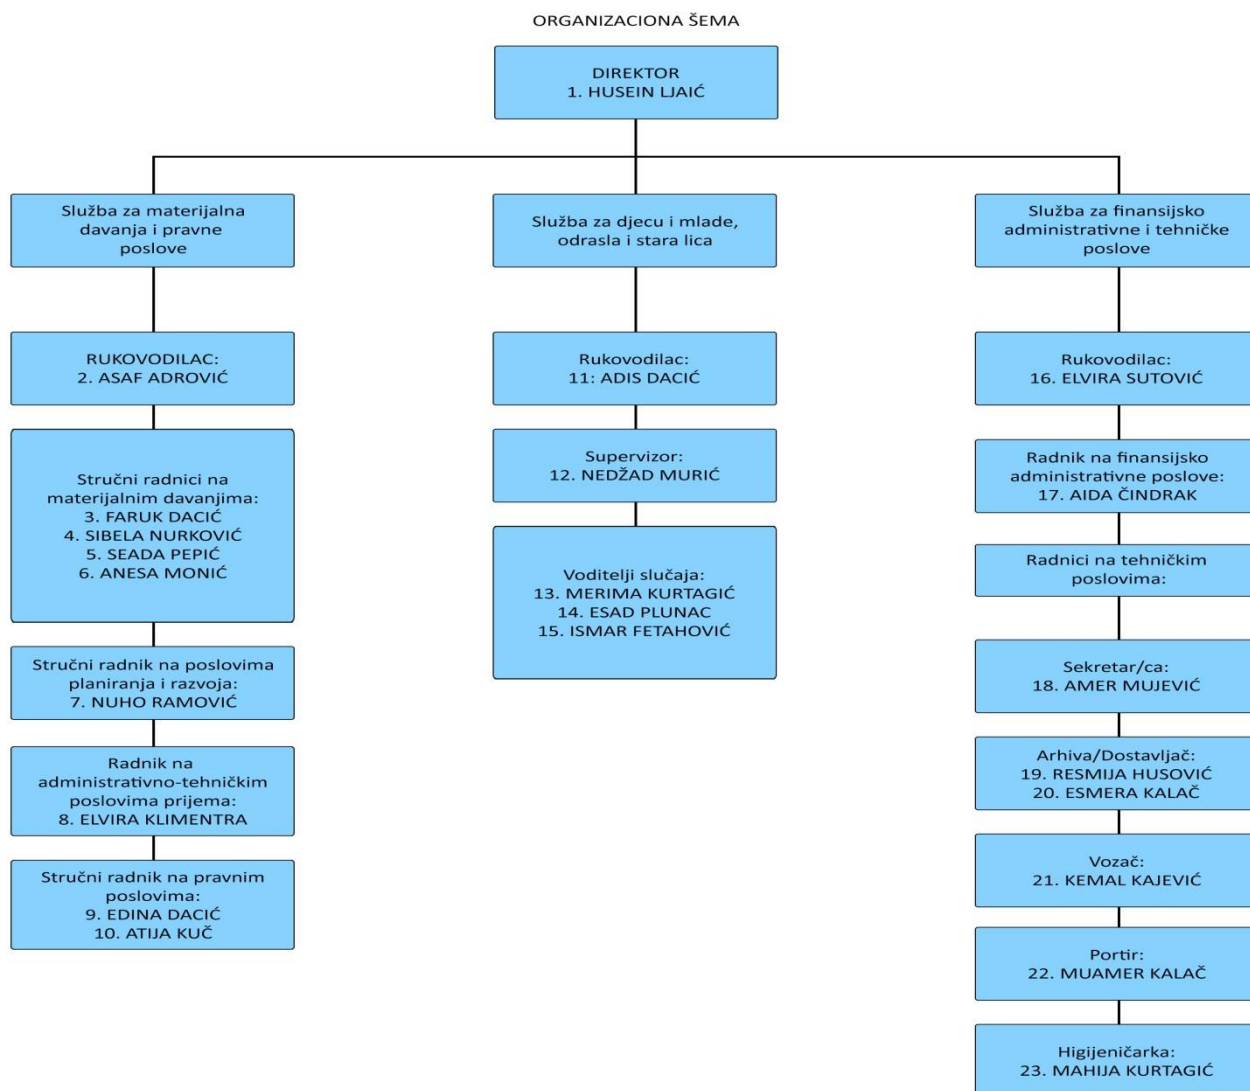 ORGANIZACIONA ŠEMA
DIREKTOR
1. HUSEIN LJAIĆ
Služba za materijalna
davanja i pravne
poslove
RUKOVODILAC:
2. ASAF ADROVIĆ
Stručni radnici na
materijalnim davanjima:
3. FARUK DACIĆ
4. SIBELA NURKOVIĆ
5. SEADA PEPIĆ
6. ANESA MONIĆ
Stručni radnik na poslovima
planiranja i razvoja:
7. NUHO RAMOVIĆ
Radnik na
administrativno-tehničkim
poslovima prijema:
8. ELVIRA KLIMENTRA
Stručni radnik na pravnim
poslovima:
9. EDINA DACIĆ
10. ATIJA KUČ
Služba za djecu i mlade,
odrasla i stara lica
Rukovodilac:
11: ADIS DACIĆ
Supervizor:
12. NEDŽAD MURIĆ
Voditelji slučaja:
13. MERIMA KURTAGIĆ
14. ESAD PLUNAC
15. ISMAR FETAHOVIĆ
Služba za finansijsko
administrativne i tehničke
poslove
Rukovodilac:
16. ELVIRA SUTOVIĆ
Radnik na finansijsko
administrativne poslove:
17. AIDA ČINDRAK
Radnici na tehničkim
poslovima:
Sekretar/ca:
18. AMER MUJEVIĆ
Arhiva/Dostavljač:
19. RESMIJA HUSOVIĆ
20. ESMERA KALAČ
Vozač:
21. KEMAL KAJEVIĆ
Portir:
22. MUAMER KALAČ
Higijeničarka:
23. MAHIJA KURTAGIĆ